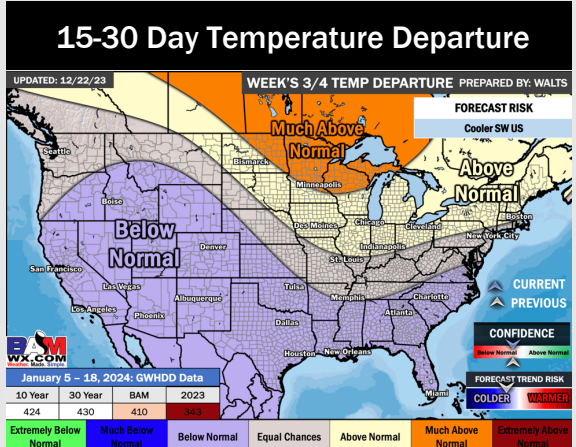 15-30 Day Temperature Departure
UPDATED: 12/22/23
WEEK'S 3/4 TEMP DEPARTURE PREPARED BY: WALTS
FORECAST RISK
Cooler SW US
Much Above
Normal
Above
Normal
Below
Normal
Seattle
Bismarck
Minneapolis
Boise
Des Moines
Chicago
Cleveland
Boston
New York City
Indianapolis
Denver
St. Louis
San Francisco
Las Vegas
Tulsa
Memphis
Charlotte
Los Angeles
Albuquerque
Phoenix
Atlanta
Dallas
Houston
New Orleans
Miami
CURRENT
PREVIOUS
CONFIDENCE
Below Normal Above Normal
FORECAST TREND RISK
COLDER WARMER
BAM
WX.COM
Weather. Made. Simple.
January 5 – 18, 2024: GWHDD Data
10 Year 30 Year BAM 2023
424 430 410 343
Extremely Below
Normal
Much Below
Normal
Below Normal
Equal Chances
Above Normal
Much Above
Normal
Extremely Above
Normal